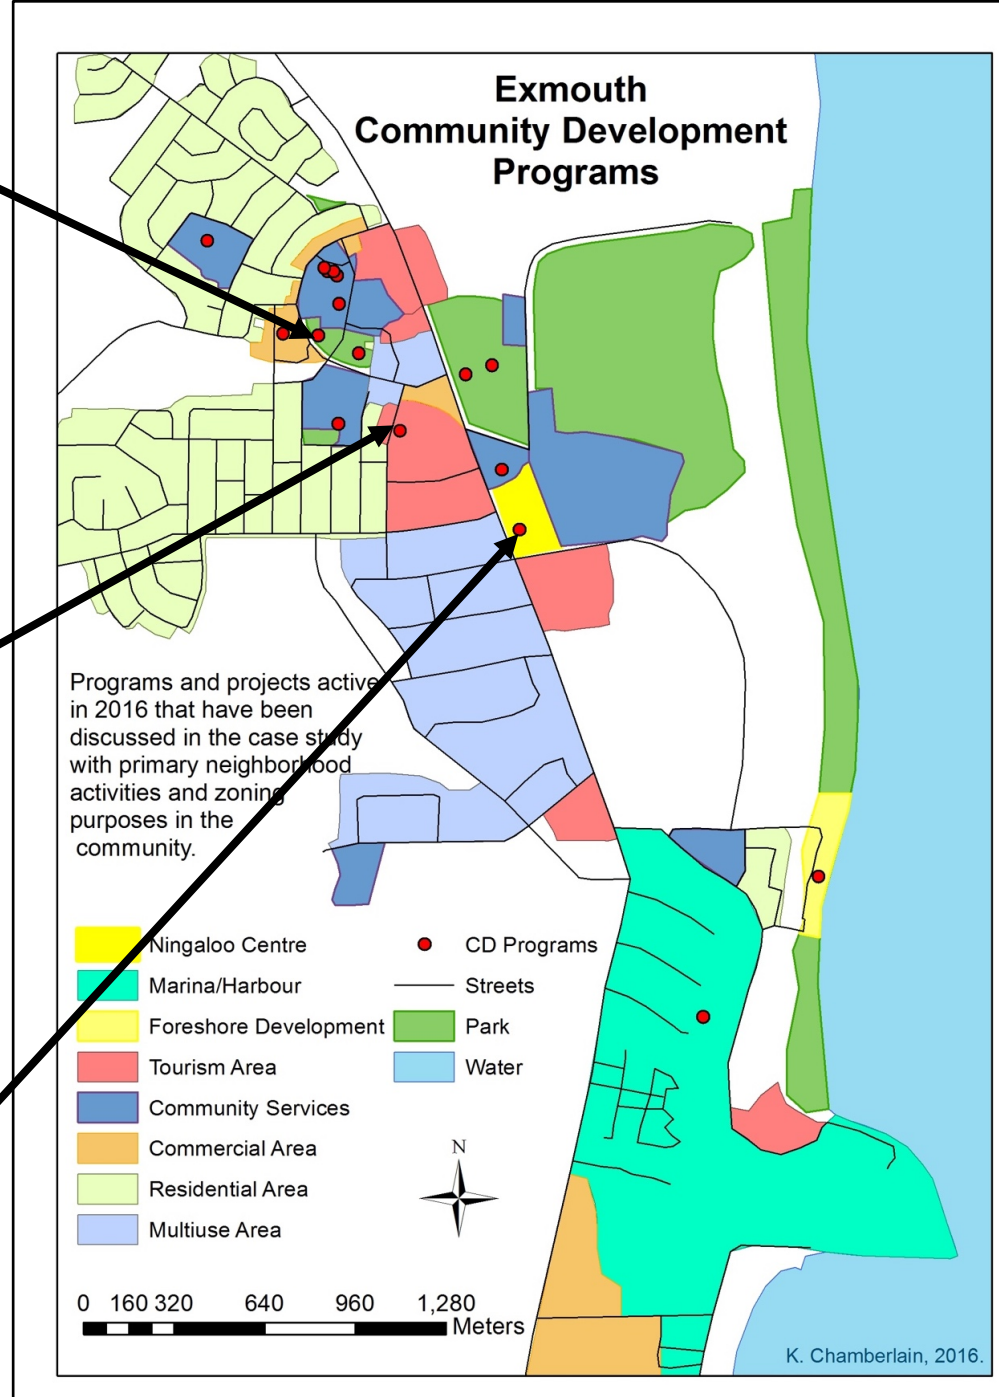 Exmouth
Community Development
Programs
Programs and projects active
in 2016 that have been
discussed in the case study
with primary neighborhood
activities and zoning
purposes in the
community.
Ningaloo Centre
Marina/Harbour
Foreshore Development
Tourism Area
Community Services
Commercial Area
Residential Area
Multiuse Area
CD Programs
Streets
Park
Water
N
0 160 320 640 960 1,280
Meters
K. Chamberlain, 2016.